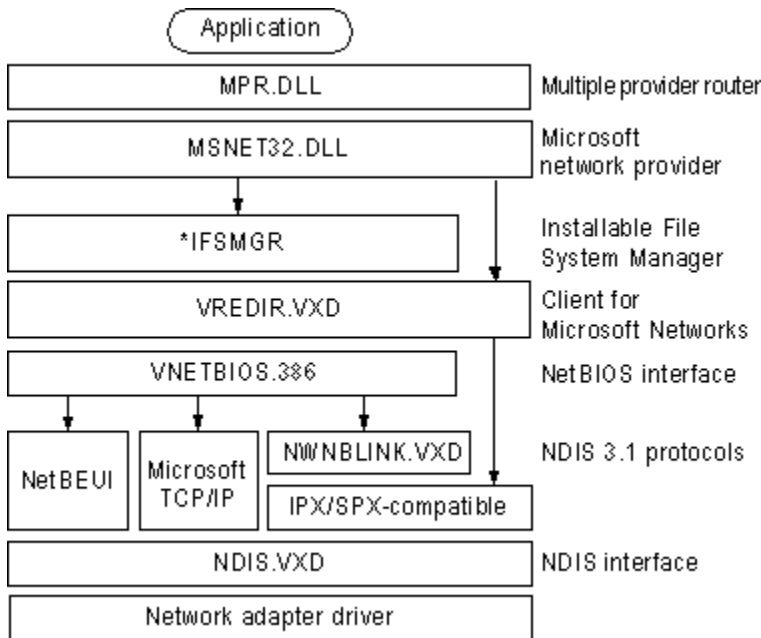 Application
MPR.DLL
Multiple provider router
MSNET32.DLL
Microsoft
network provider
*IFSMGR
Installable File
System Manager
VREDIR.VXD
Client for
Microsoft Networks
VNETBIOS.386
NetBIOS interface
NetBEUI
Microsoft
TCP/IP
NWNBLINK.VXD
IPX/SPX-compatible
NDIS 3.1 protocols
NDIS.VXD
NDIS interface
Network adapter driver